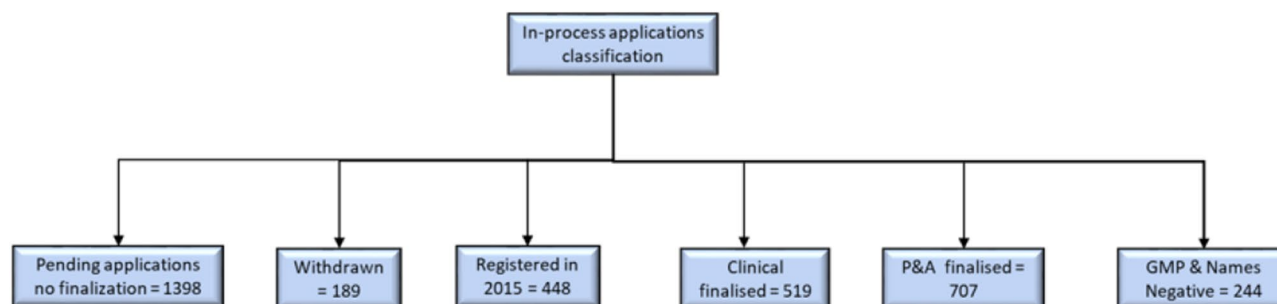 In-process applications
classification
Pending applications
no finalization = 1398
Withdrawn
= 189
Registered in
2015 = 448
Clinical
finalised = 519
P&A finalised =
707
GMP & Names
Negative = 244